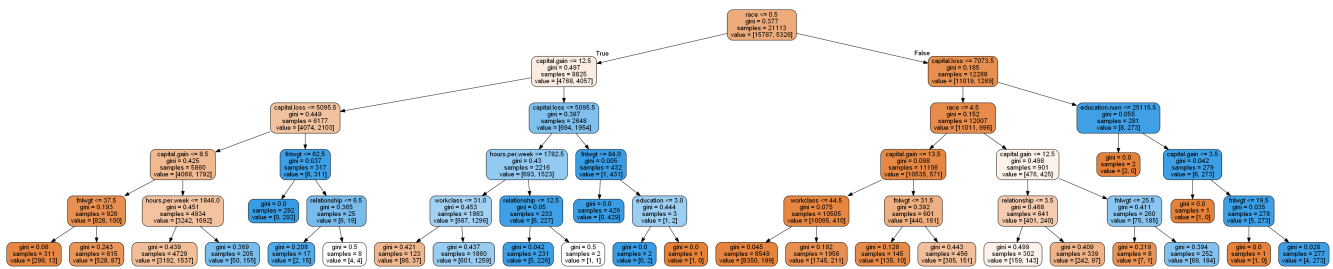 race <= 0.5
gini = 0.377
samples = 21113
value = [15787, 5326]
True
False
capital.gain <= 12.5
gini = 0.497
samples = 8825
value = [4768, 4057]
capital.loss <= 7073.5
gini = 0.185
samples = 12288
value = [11019, 1269]
capital.loss <= 5095.5
gini = 0.449
samples = 6177
value = [4074, 2103]
capital.loss <= 5095.5
gini = 0.387
samples = 2648
value = [694, 1954]
race <= 4.5
gini = 0.152
samples = 12007
value = [11011, 996]
education.num <= 25115.5
gini = 0.055
samples = 281
value = [8, 273]
capital.gain <= 8.5
gini = 0.425
samples = 5860
value = [4068, 1792]
fnlwgt <= 62.5
gini = 0.037
samples = 317
value = [6, 311]
hours.per.week <= 1782.5
gini = 0.43
samples = 2216
value = [693, 1523]
fnlwgt <= 84.0
gini = 0.005
samples = 432
value = [1, 431]
capital.gain <= 13.5
gini = 0.098
samples = 11106
value = [10535, 571]
capital.gain <= 12.5
gini = 0.498
samples = 901
value = [476, 425]
gini = 0.0
samples = 2
value = [2, 0]
capital.gain <= 3.5
gini = 0.042
samples = 279
value = [6, 273]
fnlwgt <= 37.5
gini = 0.193
samples = 926
value = [826, 100]
hours.per.week <= 1846.0
gini = 0.451
samples = 4934
value = [3242, 1692]
gini = 0.0
samples = 292
value = [0, 292]
relationship <= 6.5
gini = 0.365
samples = 25
value = [6, 19]
workclass <= 31.0
gini = 0.453
samples = 1983
value = [687, 1296]
relationship <= 12.5
gini = 0.05
samples = 233
value = [6, 227]
gini = 0.0
samples = 429
value = [0, 429]
education <= 3.0
gini = 0.444
samples = 3
value = [1, 2]
workclass <= 44.5
gini = 0.075
samples = 10505
value = [10095, 410]
fnlwgt <= 31.5
gini = 0.392
samples = 601
value = [440, 161]
relationship <= 3.5
gini = 0.468
samples = 641
value = [401, 240]
fnlwgt <= 25.5
gini = 0.411
samples = 260
value = [75, 185]
gini = 0.0
samples = 1
value = [1, 0]
fnlwgt <= 19.5
gini = 0.035
samples = 278
value = [5, 273]
gini = 0.08
samples = 311
value = [298, 13]
gini = 0.243
samples = 615
value = [528, 87]
gini = 0.439
samples = 4729
value = [3192, 1537]
gini = 0.369
samples = 205
value = [50, 155]
gini = 0.208
samples = 17
value = [2, 15]
gini = 0.5
samples = 8
value = [4, 4]
gini = 0.421
samples = 123
value = [86, 37]
gini = 0.437
samples = 1860
value = [601, 1259]
gini = 0.042
samples = 231
value = [5, 226]
gini = 0.5
samples = 2
value = [1, 1]
gini = 0.0
samples = 2
value = [0, 2]
gini = 0.0
samples = 1
value = [1, 0]
gini = 0.045
samples = 8549
value = [8350, 199]
gini = 0.192
samples = 1956
value = [1745, 211]
gini = 0.128
samples = 145
value = [135, 10]
gini = 0.443
samples = 456
value = [305, 151]
gini = 0.499
samples = 302
value = [159, 143]
gini = 0.409
samples = 339
value = [242, 97]
gini = 0.219
samples = 8
value = [7, 1]
gini = 0.394
samples = 252
value = [68, 184]
gini = 0.0
samples = 1
value = [1, 0]
gini = 0.028
samples = 277
value = [4, 273]